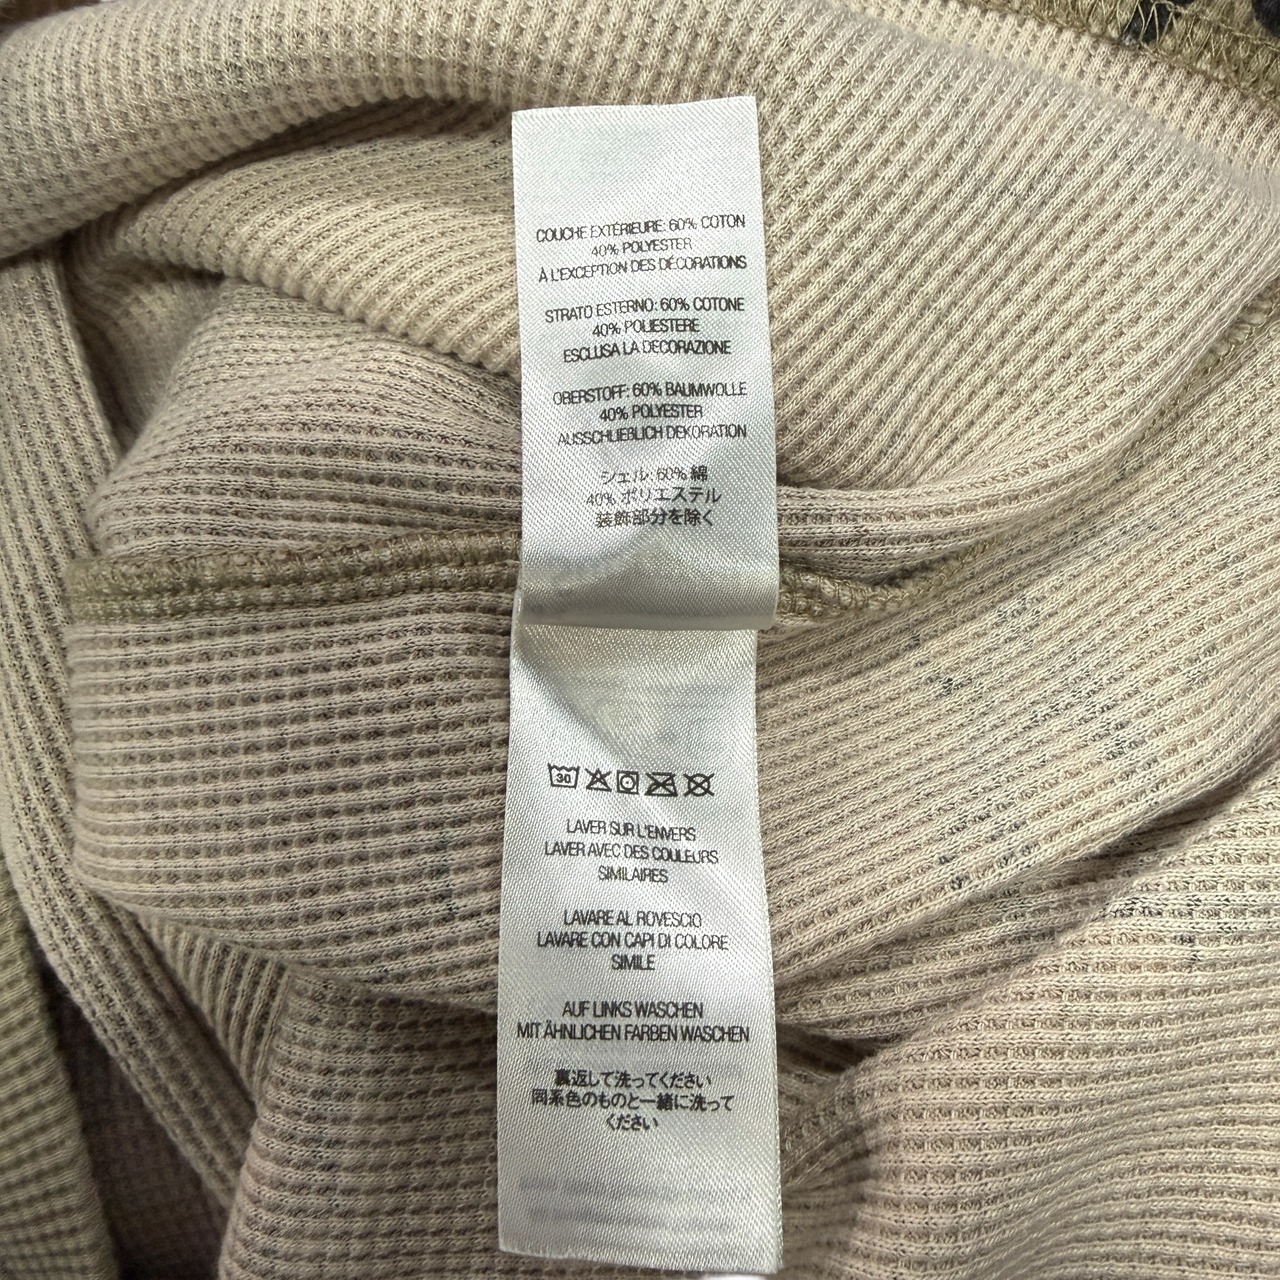 COUCHE EXTÉRIEURE: 60% COTON
40% POLYESTER
À L'EXCEPTION DES DÉCORATIONS
STRATO ESTERNO: 60% COTONE
40% POLIESTERE
ESCLUSA LA DECORAZIONE
OBERSTOFF: 60% BAUMWOLLE
40% POLYESTER
AUSSCHLIEßLICH DEKORATION
シェル: 60% 綿
40% ポリエステル
装飾部分を除く
30
LAVER SUR L'ENVERS
LAVER AVEC DES COULEURS
SIMILAIRES
LAVARE AL ROVESCIO
LAVARE CON CAPI DI COLORE
SIMILE
AUF LINKS WASCHEN
MIT ÄHNLICHEN FARBEN WASCHEN
裏返して洗ってください
同系色のものと一緒に洗って
ください